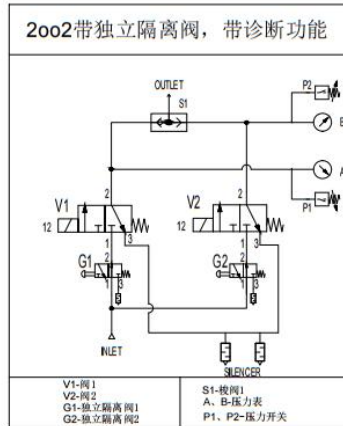 2oo2带独立隔离阀，带诊断功能
OUTLET
S1
P2
B
A
P1
V1
2
12
1
3
V2
2
12
1
3
G1
2
1
3
G2
2
1
3
INLET
SILENCER
V1-阀1
V2-阀2
G1-独立隔离阀1
G2-独立隔离阀2
S1-梭阀1
A、B-压力表
P1、P2-压力开关